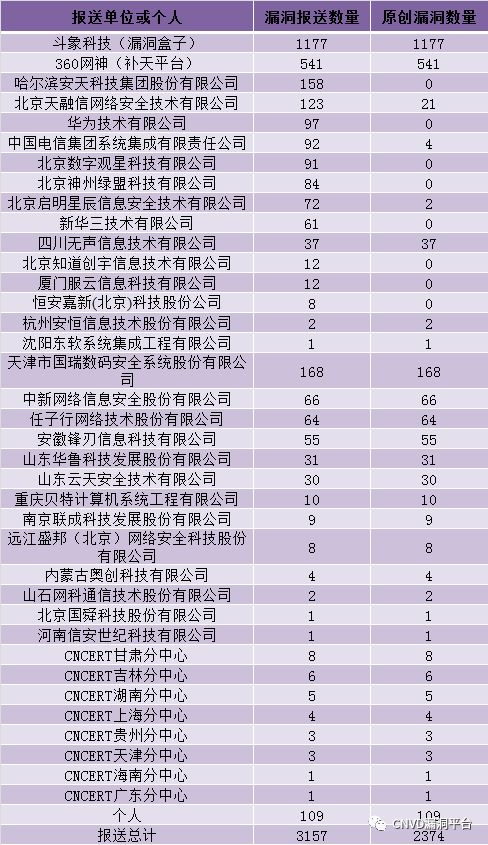 报送单位或个人 漏洞报送数量 原创漏洞数量
斗象科技（漏洞盒子） 1177 1177
360网神（补天平台） 541 541
哈尔滨安天科技集团股份有限公司 158 0
北京天融信网络安全技术有限公司 123 21
华为技术有限公司 97 0
中国电信集团系统集成有限责任公司 92 4
北京数字观星科技有限公司 91 0
北京神州绿盟科技有限公司 84 0
北京启明星辰信息安全技术有限公司 72 2
新华三技术有限公司 61 0
四川无声信息技术有限公司 37 37
北京知道创宇信息技术有限公司 12 0
厦门服云信息科技有限公司 12 0
恒安嘉新(北京)科技股份公司 8 0
杭州安恒信息技术股份有限公司 2 2
沈阳东软系统集成工程有限公司 1 1
天津市国瑞数码安全系统股份有限公
司 168 168
中新网络信息安全股份有限公司 66 66
任子行网络技术股份有限公司 64 64
安徽锋刃信息科技有限公司 55 55
山东华鲁科技发展股份有限公司 31 31
山东云天安全技术有限公司 30 30
重庆贝特计算机系统工程有限公司 10 10
南京联成科技发展股份有限公司 9 9
远江盛邦（北京）网络安全科技股份
有限公司 8 8
内蒙古奥创科技有限公司 4 4
山石网科通信技术股份有限公司 2 2
北京国舜科技股份有限公司 1 1
河南信安世纪科技有限公司 1 1
CNCERT甘肃分中心 8 8
CNCERT吉林分中心 6 6
CNCERT湖南分中心 5 5
CNCERT上海分中心 4 4
CNCERT贵州分中心 3 3
CNCERT天津分中心 3 3
CNCERT海南分中心 1 1
CNCERT广东分中心 1 1
个人 109 109
报送总计 3157 2374
CNVD漏洞平台